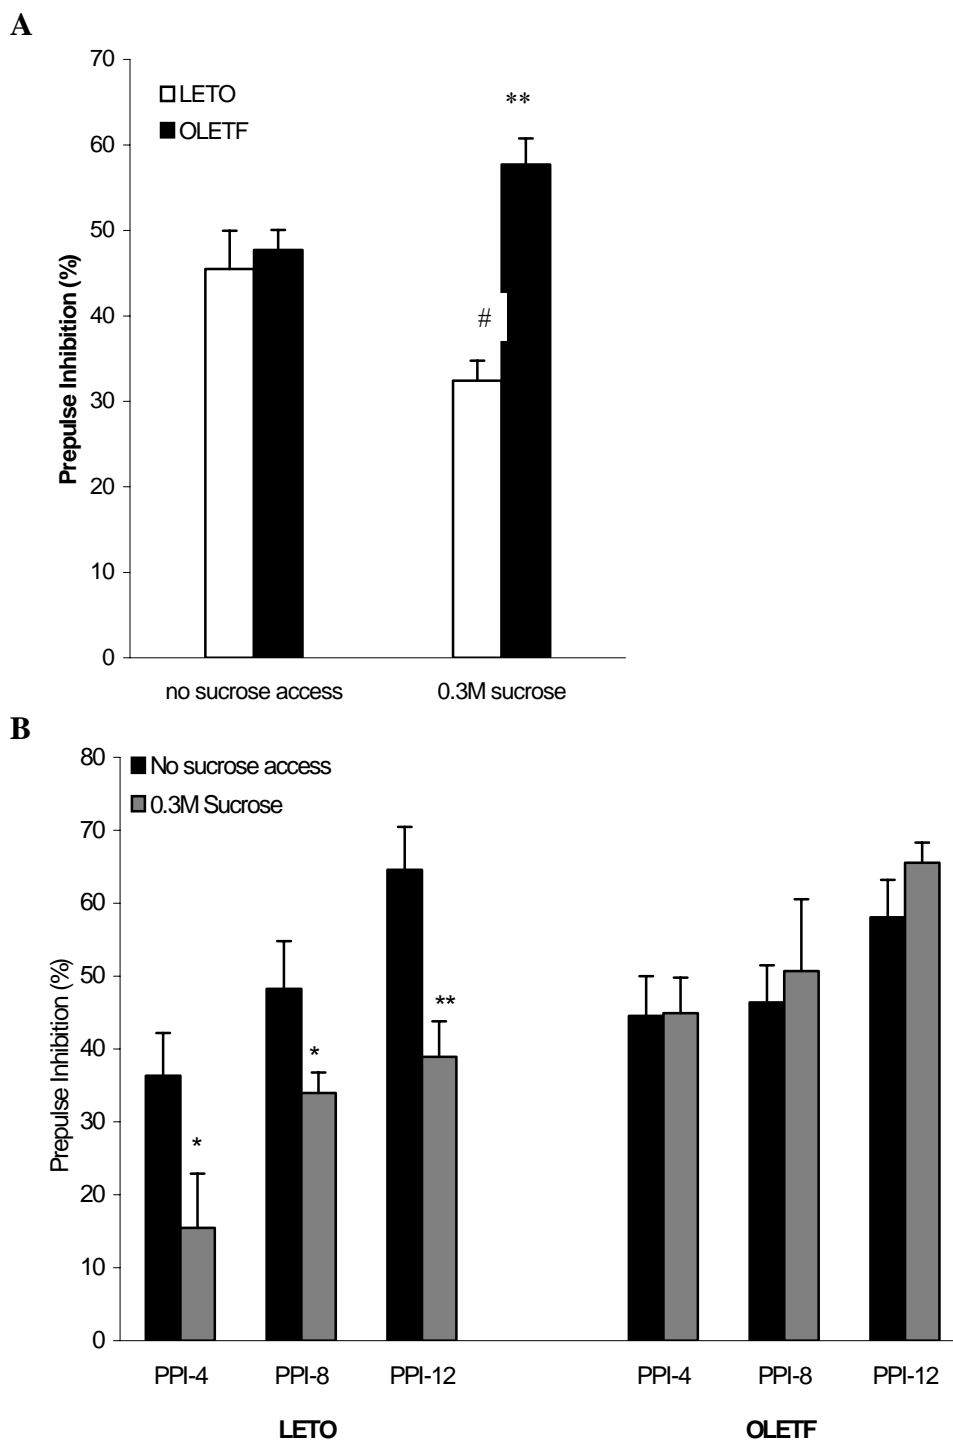 A
70
60
50
40
30
20
10
0
Prepulse Inhibition (%)
LETO
OLETF
**
#
no sucrose access 0.3M sucrose
B
80
70
60
50
40
30
20
10
0
Prepulse Inhibition (%)
No sucrose access
0.3M Sucrose
*
*
**
PPI-4 PPI-8 PPI-12 PPI-4 PPI-8 PPI-12
LETO OLETF